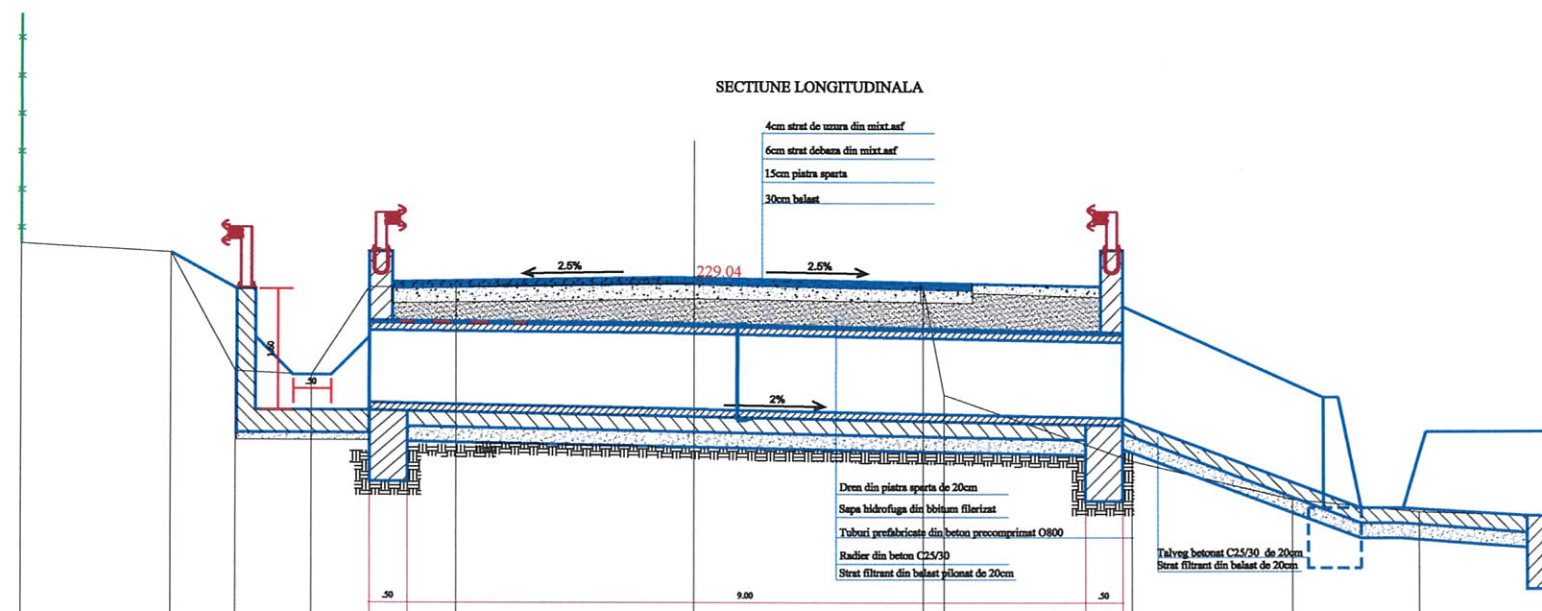 SECTIUNE LONGITUDINALA
4cm strat de uzura din mixt.asf
6cm strat debaza din mixt.asf
15cm piatra sparta
30cm balast
2.5%
229.04
2.5%
.50
2%
Dren din piatra sparta de 20cm
Sapa hidrofuga din bbitum filerizat
Tuburi prefabricate din beton precomprimat O800
Radier din beton C25/30
Strat filtrant din balast pilonat de 20cm
Talveg betonat C25/30 de 20cm
Strat filtrant din balast de 20cm
.50
9.00
.50